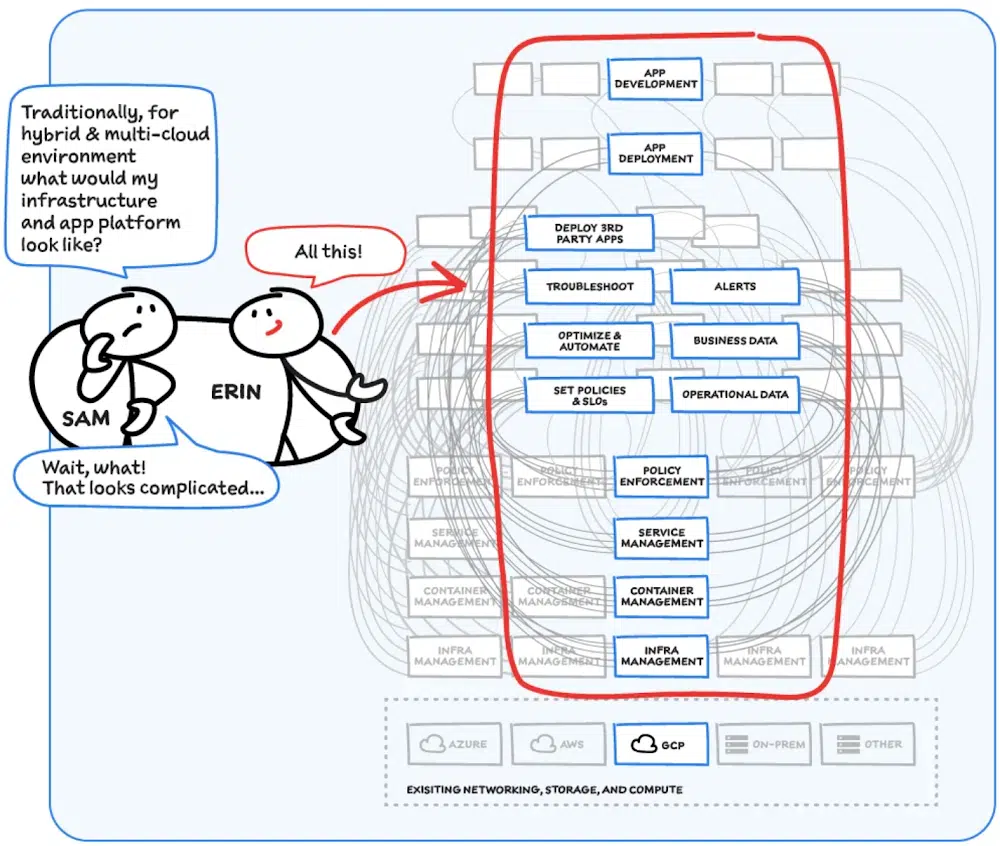 Traditionally, for
hybrid & multi-cloud
environment
what would my
infrastructure
and app platform
look like?
All this!
SAM
ERIN
Wait, what!
That looks complicated...
APP
DEVELOPMENT
APP
DEPLOYMENT
DEPLOY 3RD
PARTY APPS
TROUBLESHOOT
ALERTS
OPTIMIZE &
AUTOMATE
BUSINESS DATA
SET POLICIES
& SLOs
OPERATIONAL DATA
POLICY
ENFORCEMENT
POLICY
ENFORCEMENT
POLICY
ENFORCEMENT
POLICY
ENFORCEMENT
POLICY
ENFORCEMENT
SERVICE
MANAGEMENT
SERVICE
MANAGEMENT
CONTAINER
MANAGEMENT
CONTAINER
MANAGEMENT
CONTAINER
MANAGEMENT
INFRA
MANAGEMENT
INFRA
MANAGEMENT
INFRA
MANAGEMENT
INFRA
MANAGEMENT
INFRA
MANAGEMENT
AZURE
AWS
GCP
ON-PREM
OTHER
EXISITING NETWORKING, STORAGE, AND COMPUTE